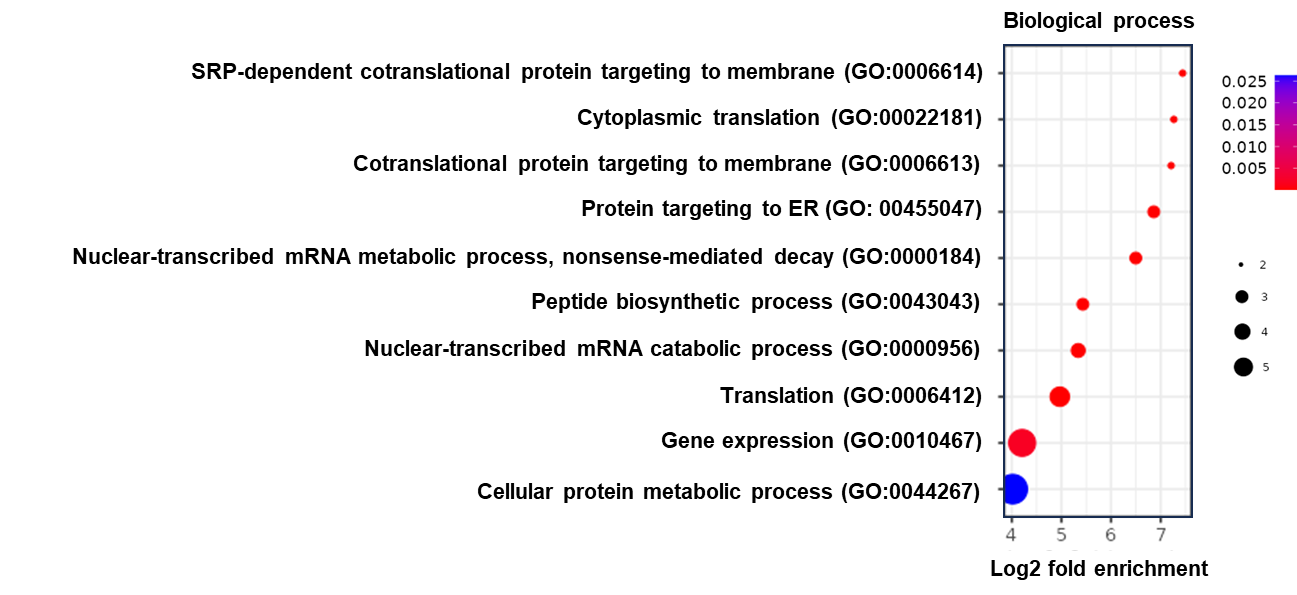 Biological process
SRP-dependent cotranslational protein targeting to membrane (GO:0006614)
Cytoplasmic translation (GO:00022181)
Cotranslational protein targeting to membrane (GO:0006613)
Protein targeting to ER (GO: 00455047)
Nuclear-transcribed mRNA metabolic process, nonsense-mediated decay (GO:0000184)
Peptide biosynthetic process (GO:0043043)
Nuclear-transcribed mRNA catabolic process (GO:0000956)
Translation (GO:0006412)
Gene expression (GO:0010467)
Cellular protein metabolic process (GO:0044267)
4 5 6 7
Log2 fold enrichment
0.025
0.020
0.015
0.010
0.005
2
3
4
5